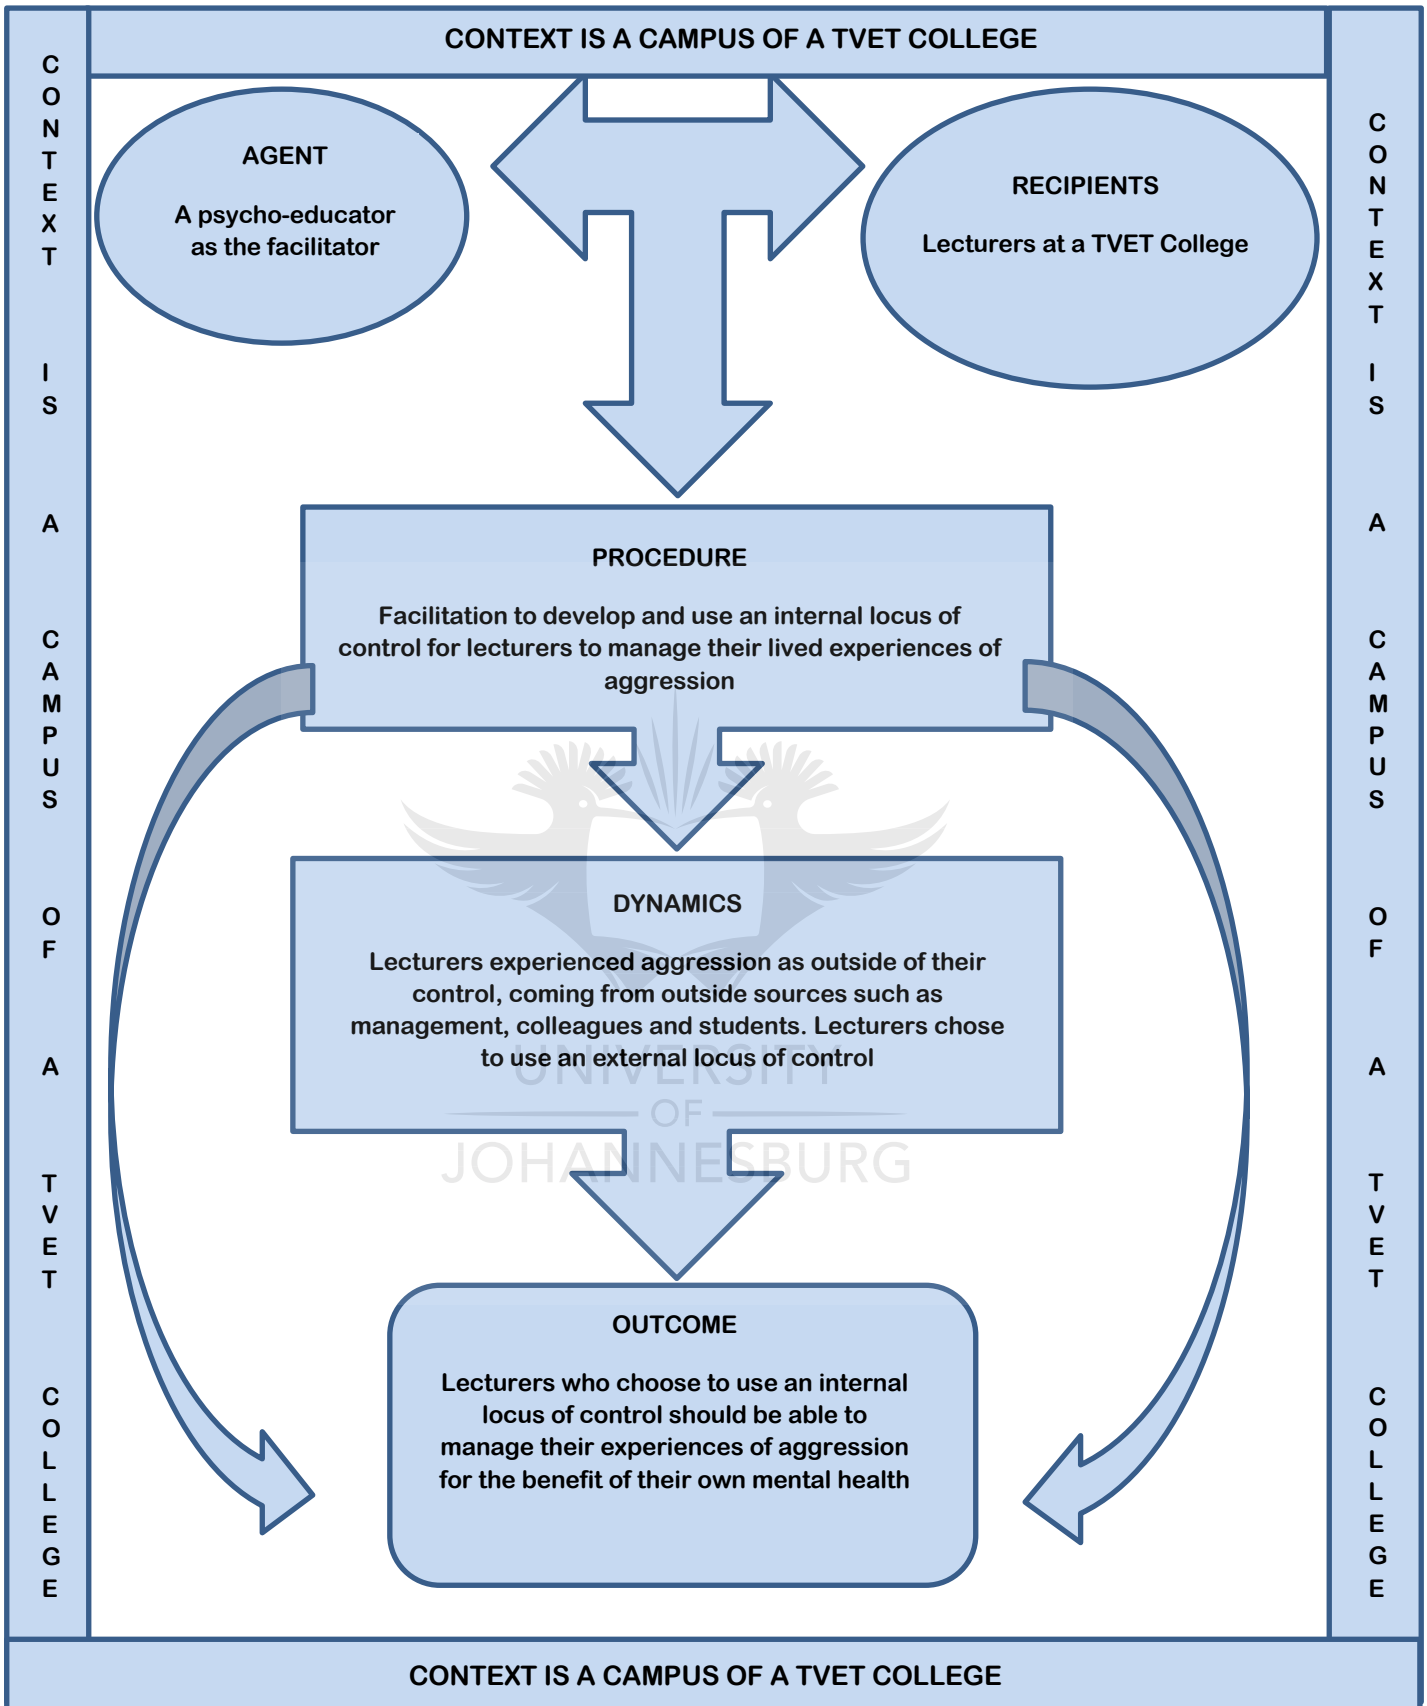 CONTEXT IS A CAMPUS OF A TVET COLLEGE
CONTEXT IS A CAMPUS OF A TVET COLLEGE
AGENT
A psycho-educator
as the facilitator
RECIPIENTS
Lecturers at a TVET College
CONTEXT IS A CAMPUS OF A TVET COLLEGE
PROCEDURE
Facilitation to develop and use an internal locus of
control for lecturers to manage their lived experiences of
aggression
DYNAMICS
Lecturers experienced aggression as outside of their
control, coming from outside sources such as
management, colleagues and students. Lecturers chose
to use an external locus of control
UNIVERSITY
OF
JOHANNESBURG
OUTCOME
Lecturers who choose to use an internal
locus of control should be able to
manage their experiences of aggression
for the benefit of their own mental health
CONTEXT IS A CAMPUS OF A TVET COLLEGE